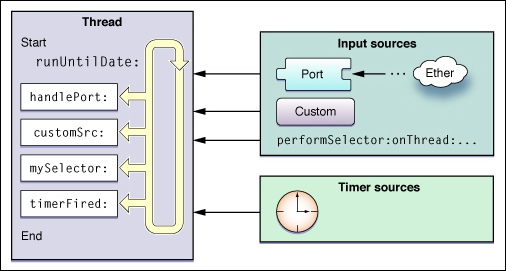 Thread
Start
runUntilDate:
handlePort:
customSrc:
mySelector:
timerFired:
End
Input sources
Port
...
Ether
Custom
performSelector:onThread:...
Timer sources